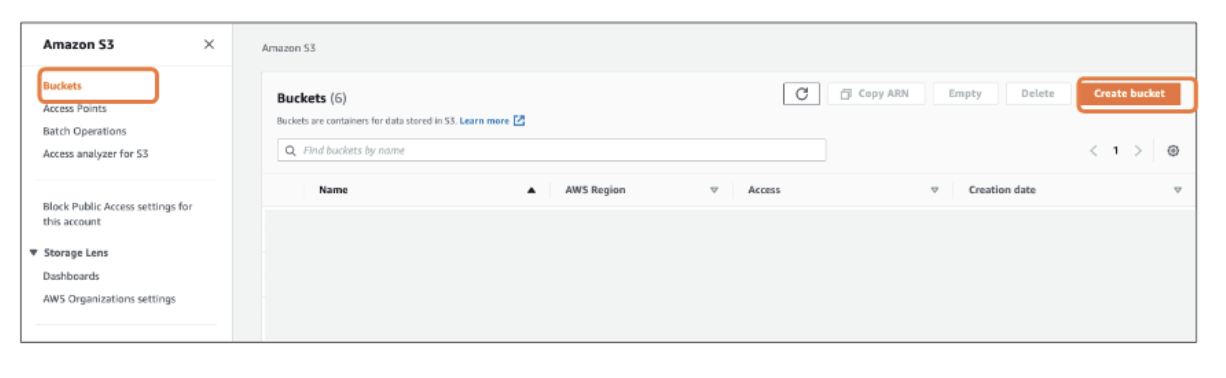 Amazon S3
Buckets
Access Points
Batch Operations
Access analyzer for S3
Block Public Access settings for
this account
Storage Lens
Dashboards
AWS Organizations settings
Amazon S3
Buckets (6)
Copy ARN Empty Delete Create bucket
Buckets are containers for data stored in S3. Learn more
Find buckets by name
1
Name AWS Region Access Creation date